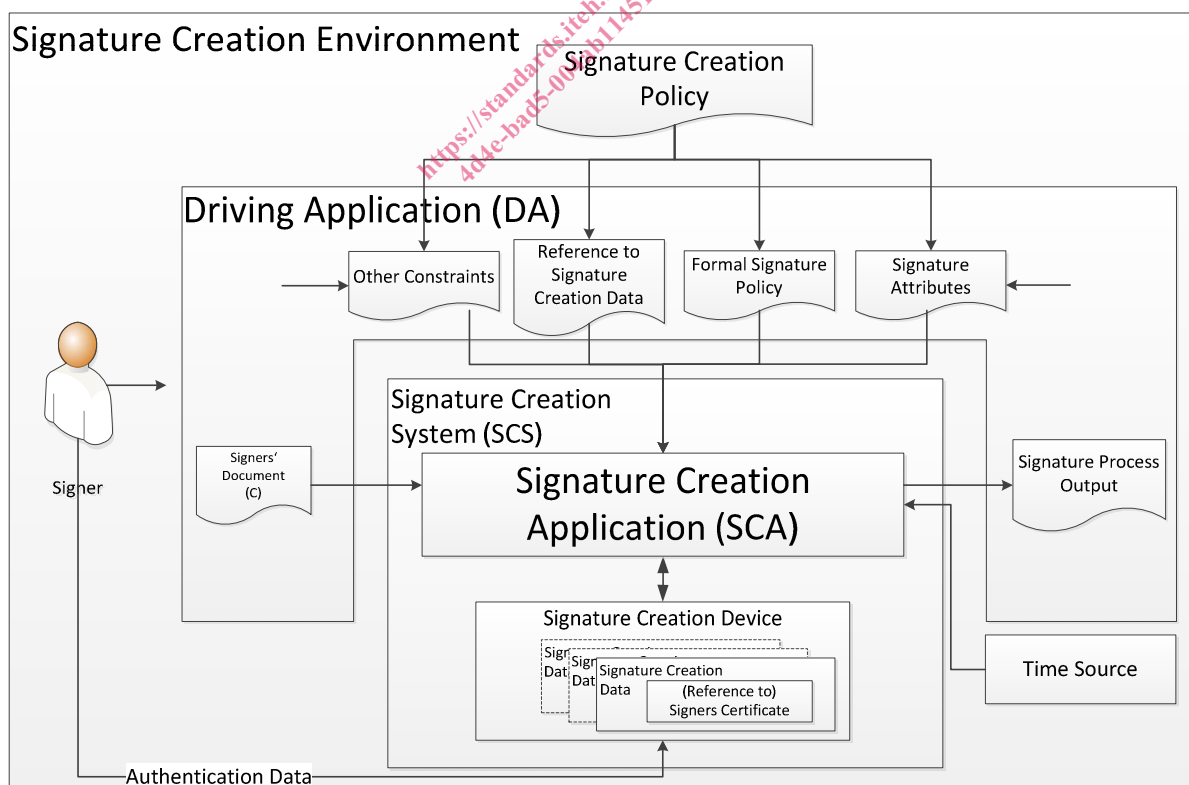 Signature Creation Environment
https://standards.iteh.
4d4e-bad5-004ab11451
Signature Creation
Policy
Driving Application (DA)
Other Constraints
Reference to
Signature
Creation Data
Formal Signature
Policy
Signature
Attributes
Signer
Signers‘
Document
(C)
Signature Creation
System (SCS)
Signature Creation
Application (SCA)
Signature Process
Output
Signature Creation Device
Signature Creation
Data
(Reference to)
Signers Certificate
Time Source
Authentication Data